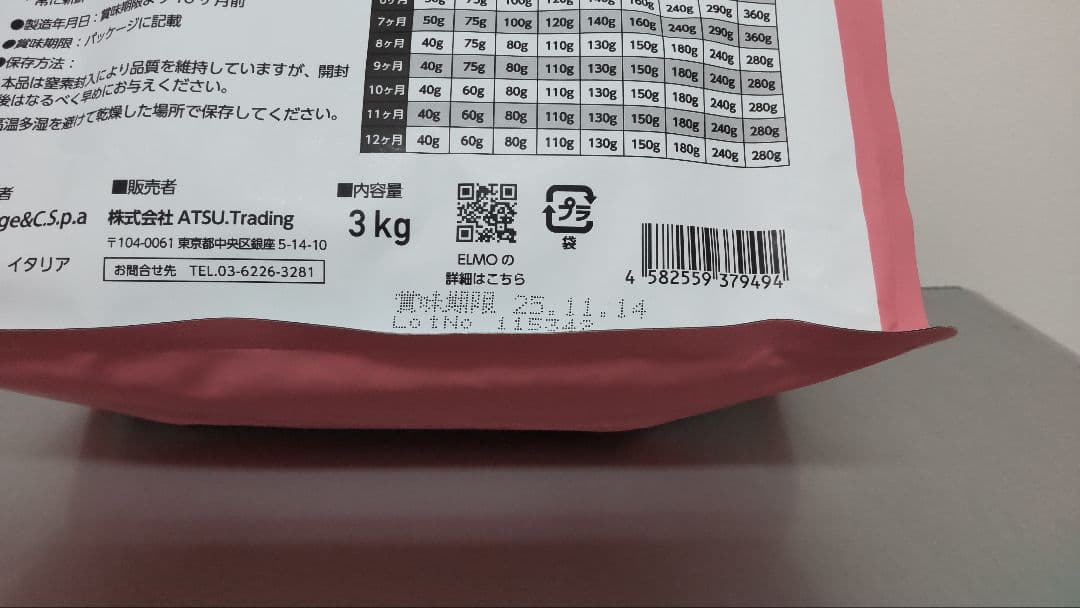 ●製造年月日：賞味期限より18ヶ月前
●賞味期限：パッケージに記載
●保存方法：
本品は窒素封入により品質を維持していますが、開封
後はなるべく早めにお与えください。
高温多湿を避けて乾燥した場所で保存してください。
240g 290g 360g
7ヶ月 50g 75g 100g 120g 140g 160g 240g 290g 360g
8ヶ月 40g 75g 80g 110g 130g 150g 180g 240g 280g
9ヶ月 40g 75g 80g 110g 130g 150g 180g 240g 280g
10ヶ月 40g 60g 80g 110g 130g 150g 180g 240g 280g
11ヶ月 40g 60g 80g 110g 130g 150g 180g 240g 280g
12ヶ月 40g 60g 80g 110g 130g 150g 180g 240g 280g
者
ge&C.S.p.a
イタリア
■販売者
株式会社 ATSU.Trading
〒104-0061 東京都中央区銀座 5-14-10
お問合せ先 TEL.03-6226-3281
■内容量
3 kg
ELMO の
詳細はこちら
プラ
袋
4 582559 379494
賞味期限 25.11.14
LotNo 115342